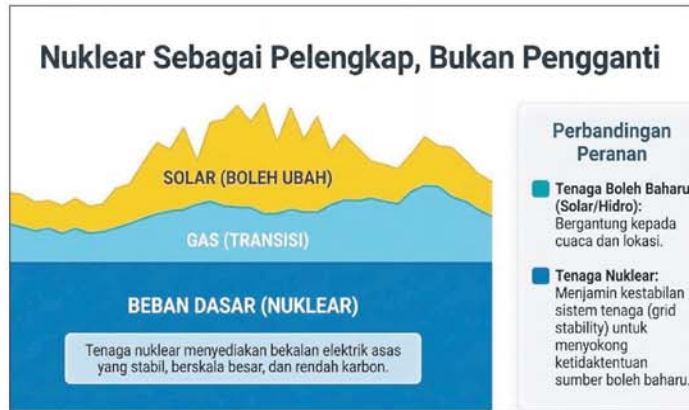 Nuklear Sebagai Pelengkap, Bukan Pengganti
SOLAR (BOLEH UBAH)
GAS (TRANSISI)
BEBAN DASAR (NUKLEAR)
Tenaga nuklear menyediakan bekalan elektrik asas
yang stabil, berskala besar, dan rendah karbon.
Perbandingan
Peranan
Tenaga Boleh Baharu
(Solar/Hidro):
Bergantung kepada
cuaca dan lokasi.
Tenaga Nuklear:
Menjamin kestabilan
sistem tenaga (grid
stability) untuk
menyokong
ketidaktentuan
sumber boleh baharu.